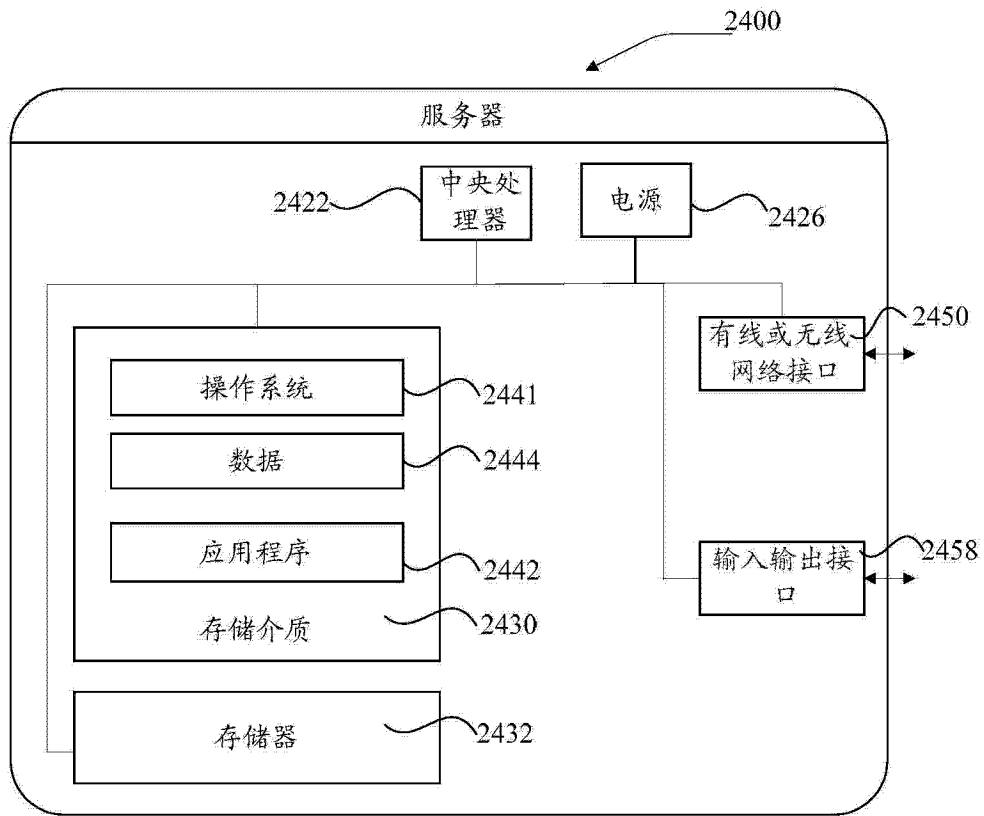 2400
服务器
2422
中央处
理器
电源
2426
有线或无线
网络接口
2450
操作系统
2441
数据
2444
应用程序
2442
存储介质
2430
输入输出接
口
2458
存储器
2432